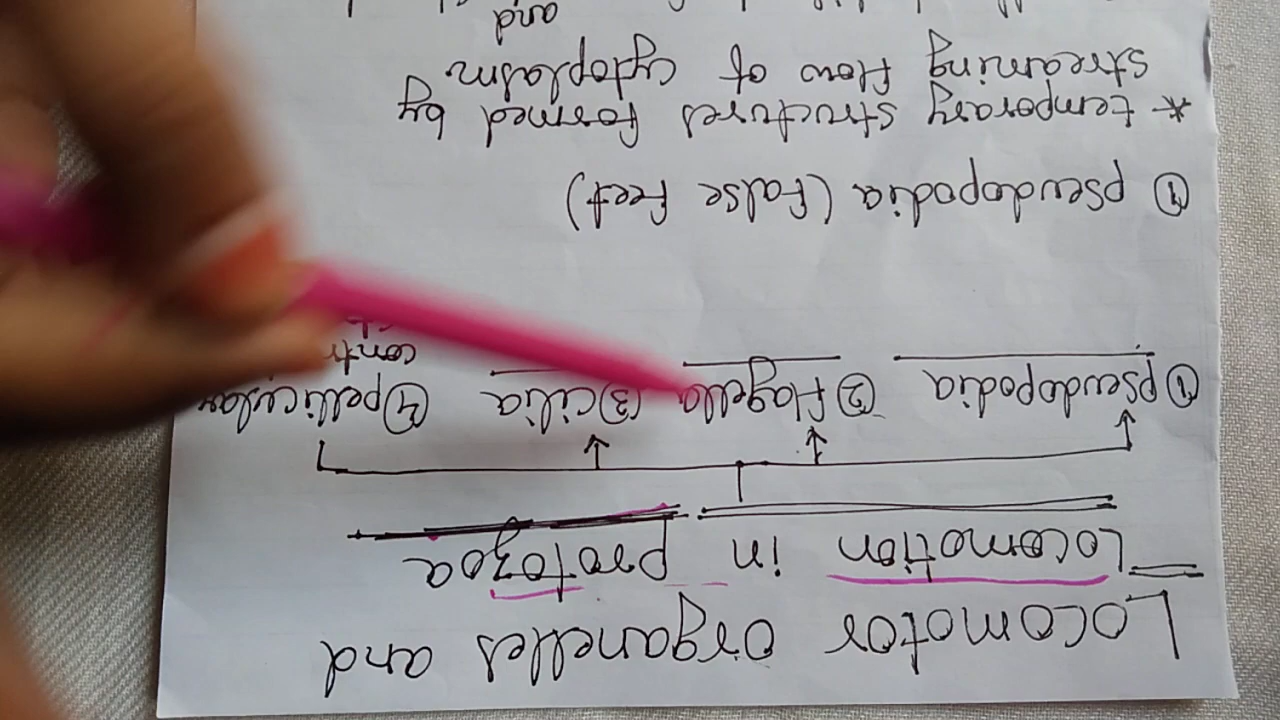 Locomotor organelles and
Locomotion in protozoa
① pseudopodia ② flagella ③ cilia ④ pellicular
contr
① pseudopodia (false feet)
* temporary structures formed by
streaming flow of cytoplasm
and